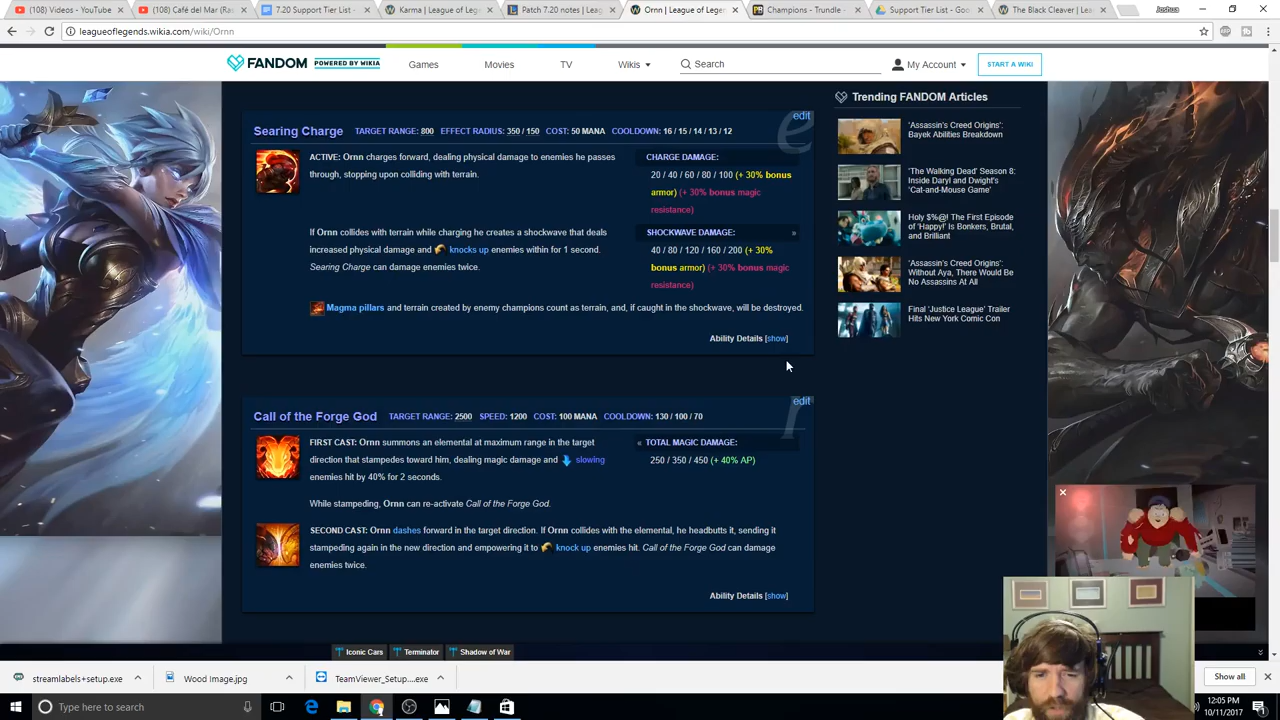 (108) Videos - YouTube
(108) Café del Mar (Ra
7.20 Support Tier List -
Karma | League of Leg
Patch 7.20 notes | Lea
Ornn | League of Leger
Champions - Trundle -
Support Tier List - Goo
The Black Cleaver | Le
Joshua
leagueoflegends.wikia.com/wiki/Ornn
FANDOM POWERED BY WIKIA
Games
Movies
TV
Wikis
Search
My Account
START A WIKI
edit
Searing Charge TARGET RANGE: 800 EFFECT RADIUS: 350 / 150 COST: 50 MANA COOLDOWN: 16 / 15 / 14 / 13 / 12
e
ACTIVE: Ornn charges forward, dealing physical damage to enemies he passes
through, stopping upon colliding with terrain.
CHARGE DAMAGE:
20 / 40 / 60 / 80 / 100 (+ 30% bonus
armor) (+ 30% bonus magic
resistance)
If Ornn collides with terrain while charging he creates a shockwave that deals
increased physical damage and knocks up enemies within for 1 second.
Searing Charge can damage enemies twice.
SHOCKWAVE DAMAGE: »
40 / 80 / 120 / 160 / 200 (+ 30%
bonus armor) (+ 30% bonus magic
resistance)
Magma pillars and terrain created by enemy champions count as terrain, and, if caught in the shockwave, will be destroyed.
Ability Details [show]
edit
Call of the Forge God TARGET RANGE: 2500 SPEED: 1200 COST: 100 MANA COOLDOWN: 130 / 100 / 70
r
FIRST CAST: Ornn summons an elemental at maximum range in the target
direction that stampedes toward him, dealing magic damage and slowing
enemies hit by 40% for 2 seconds.
« TOTAL MAGIC DAMAGE:
250 / 350 / 450 (+ 40% AP)
While stampeding, Ornn can re-activate Call of the Forge God.
SECOND CAST: Ornn dashes forward in the target direction. If Ornn collides with the elemental, he headbutts it, sending it
stampeding again in the new direction and empowering it to knock up enemies hit. Call of the Forge God can damage
enemies twice.
Ability Details [show]
Trending FANDOM Articles
'Assassin's Creed Origins':
Bayek Abilities Breakdown
'The Walking Dead' Season 8:
Inside Daryl and Dwight's
'Cat-and-Mouse Game'
Holy $%@! The First Episode
of 'Happy!' Is Bonkers, Brutal,
and Brilliant
'Assassin's Creed Origins':
Without Aya, There Would Be
No Assassins At All
Final 'Justice League' Trailer
Hits New York Comic Con
Iconic Cars
Terminator
Shadow of War
streamlabels+setup.exe
Wood Image.jpg
TeamViewer_Setup....exe
Show all
Type here to search
12:05 PM
10/11/2017